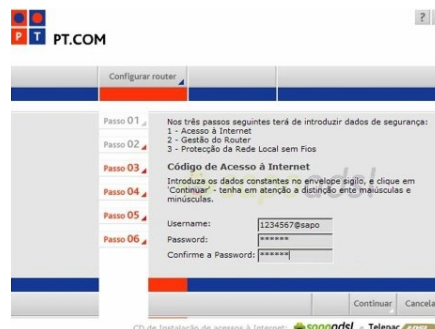 ?
P T PT.COM
Configurar router
Passo 01
Passo 02
Passo 03
Passo 04
Passo 05
Passo 06
Nos três passos seguintes terá de introduzir dados de segurança:
1 - Acesso à Internet
2 - Gestão do Router
3 - Protecção da Rede Local sem Fios
Código de Acesso à Internet
Introduza os dados constantes no envelope sigilo, e clique em
'Continuar' - tenha em atenção a distinção ente maiúsculas e
minúsculas.
Username: 1234567@sapo
Password: ******
Confirme a Password: ******
Continuar Cancela
CD de Instalação de acessos à Internet: sapoadsl Telepac